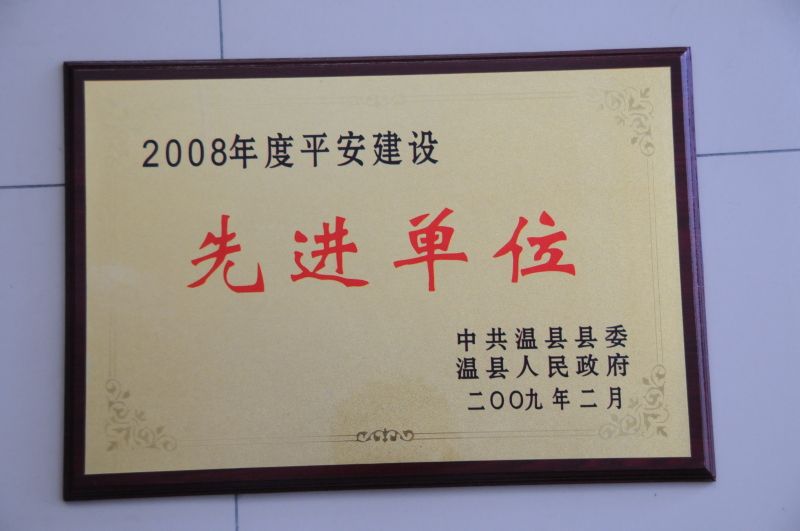 2008年度平安建设
先进单位
中共温县县委
温县人民政府
二〇〇九年二月